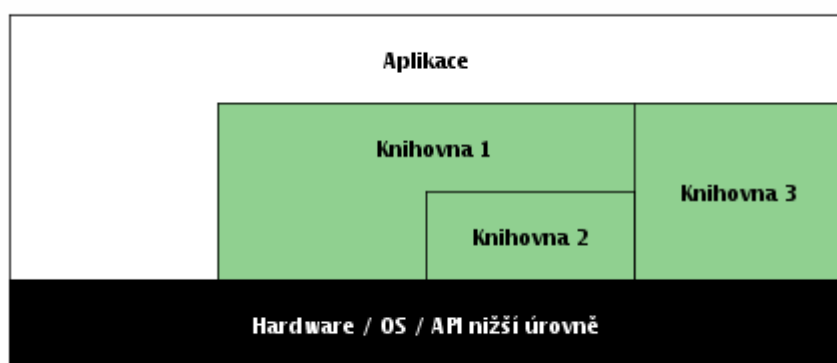 Aplikace
Knihovna 1
Knihovna 3
Knihovna 2
Hardware / OS / API nižší úrovně